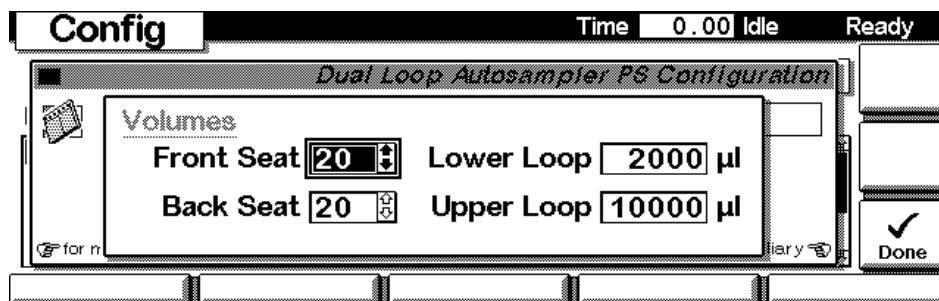 Config Time 0.00 Idle Ready
Dual Loop Autosampler PS Configuration
Volumes
Front Seat 20 Lower Loop 2000 µl
Back Seat 20 Upper Loop 10000 µl
for
Done